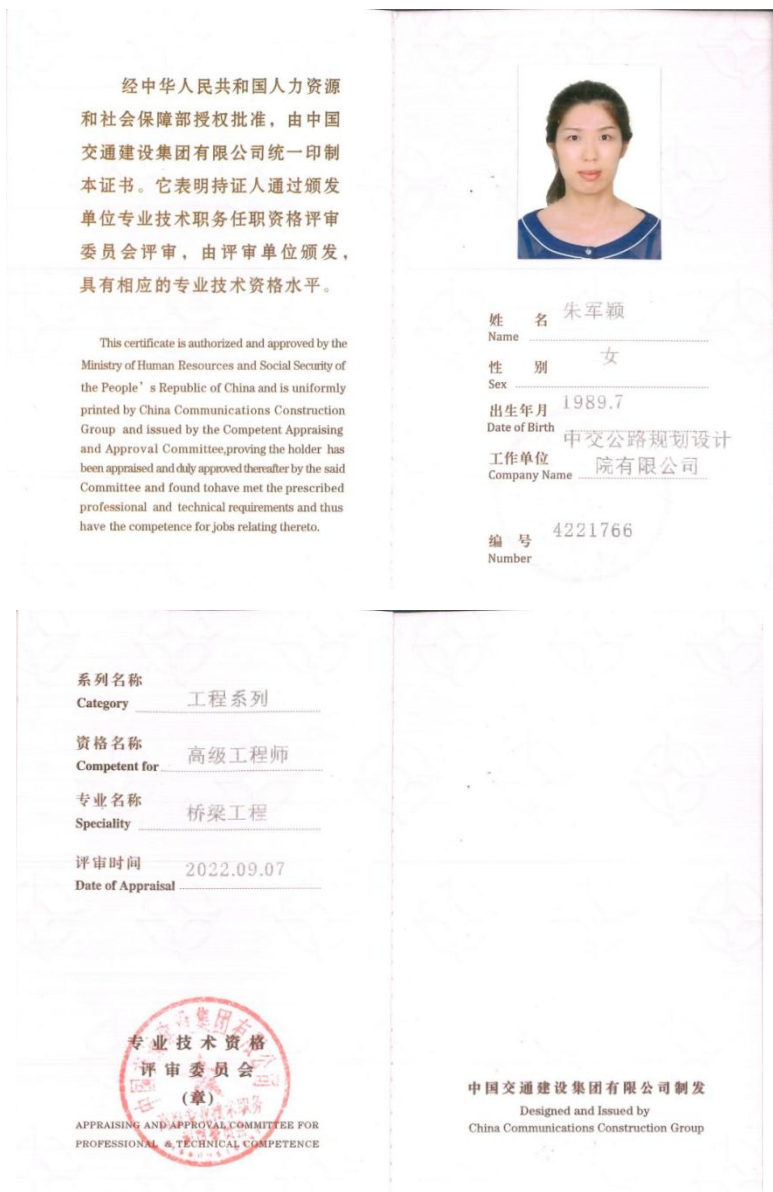 经中华人民共和国人力资源
和社会保障部授权批准，由中国
交通建设集团有限公司统一印制
本证书。它表明持证人通过颁发
单位专业技术职务任职资格评审
委员会评审，由评审单位颁发，
具有相应的专业技术资格水平。
This certificate is authorized and approved by the
Ministry of Human Resources and Social Security of
the People's Republic of China and is uniformly
printed by China Communications Construction
Group and issued by the Competent Appraising
and Approval Committee,proving the holder has
been appraised and duly approved thereafter by the said
Committee and found tohave met the prescribed
professional and technical requirements and thus
have the competence for jobs relating thereto.
姓 名 朱军颖
Name
性 别 女
Sex
出生年月 1989.7
Date of Birth
中交公路规划设计
工作单位 院有限公司
Company Name
编 号 4221766
Number
系列名称
Category 工程系列
资格名称
Competent for 高级工程师
专业名称
Speciality 桥梁工程
评审时间 2022.09.07
Date of Appraisal
专业技术资格
评审委员会
(章)
APPRAISING AND APPROVAL COMMITTEE FOR
PROFESSIONAL & TECHNICAL COMPETENCE
中国交通建设集团有限公司制发
Designed and Issued by
China Communications Construction Group